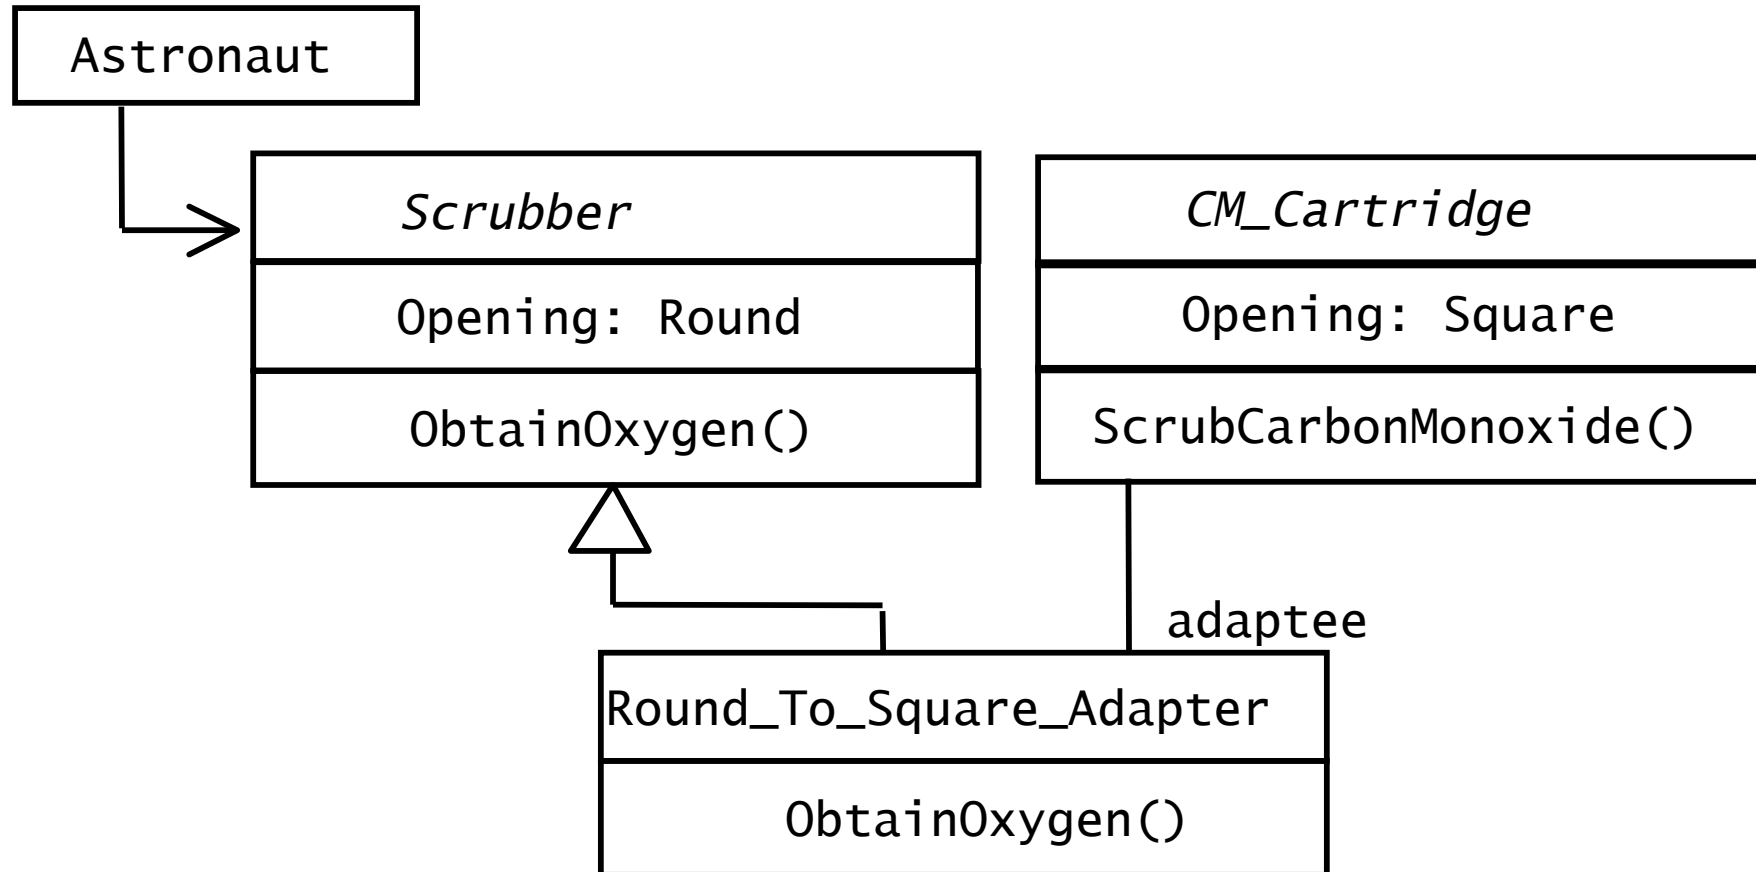 Astronaut
Scrubber
Opening: Round
ObtainOxygen()
CM_Cartridge
Opening: Square
ScrubCarbonMonoxide()
adaptee
Round_To_Square_Adapter
ObtainOxygen()